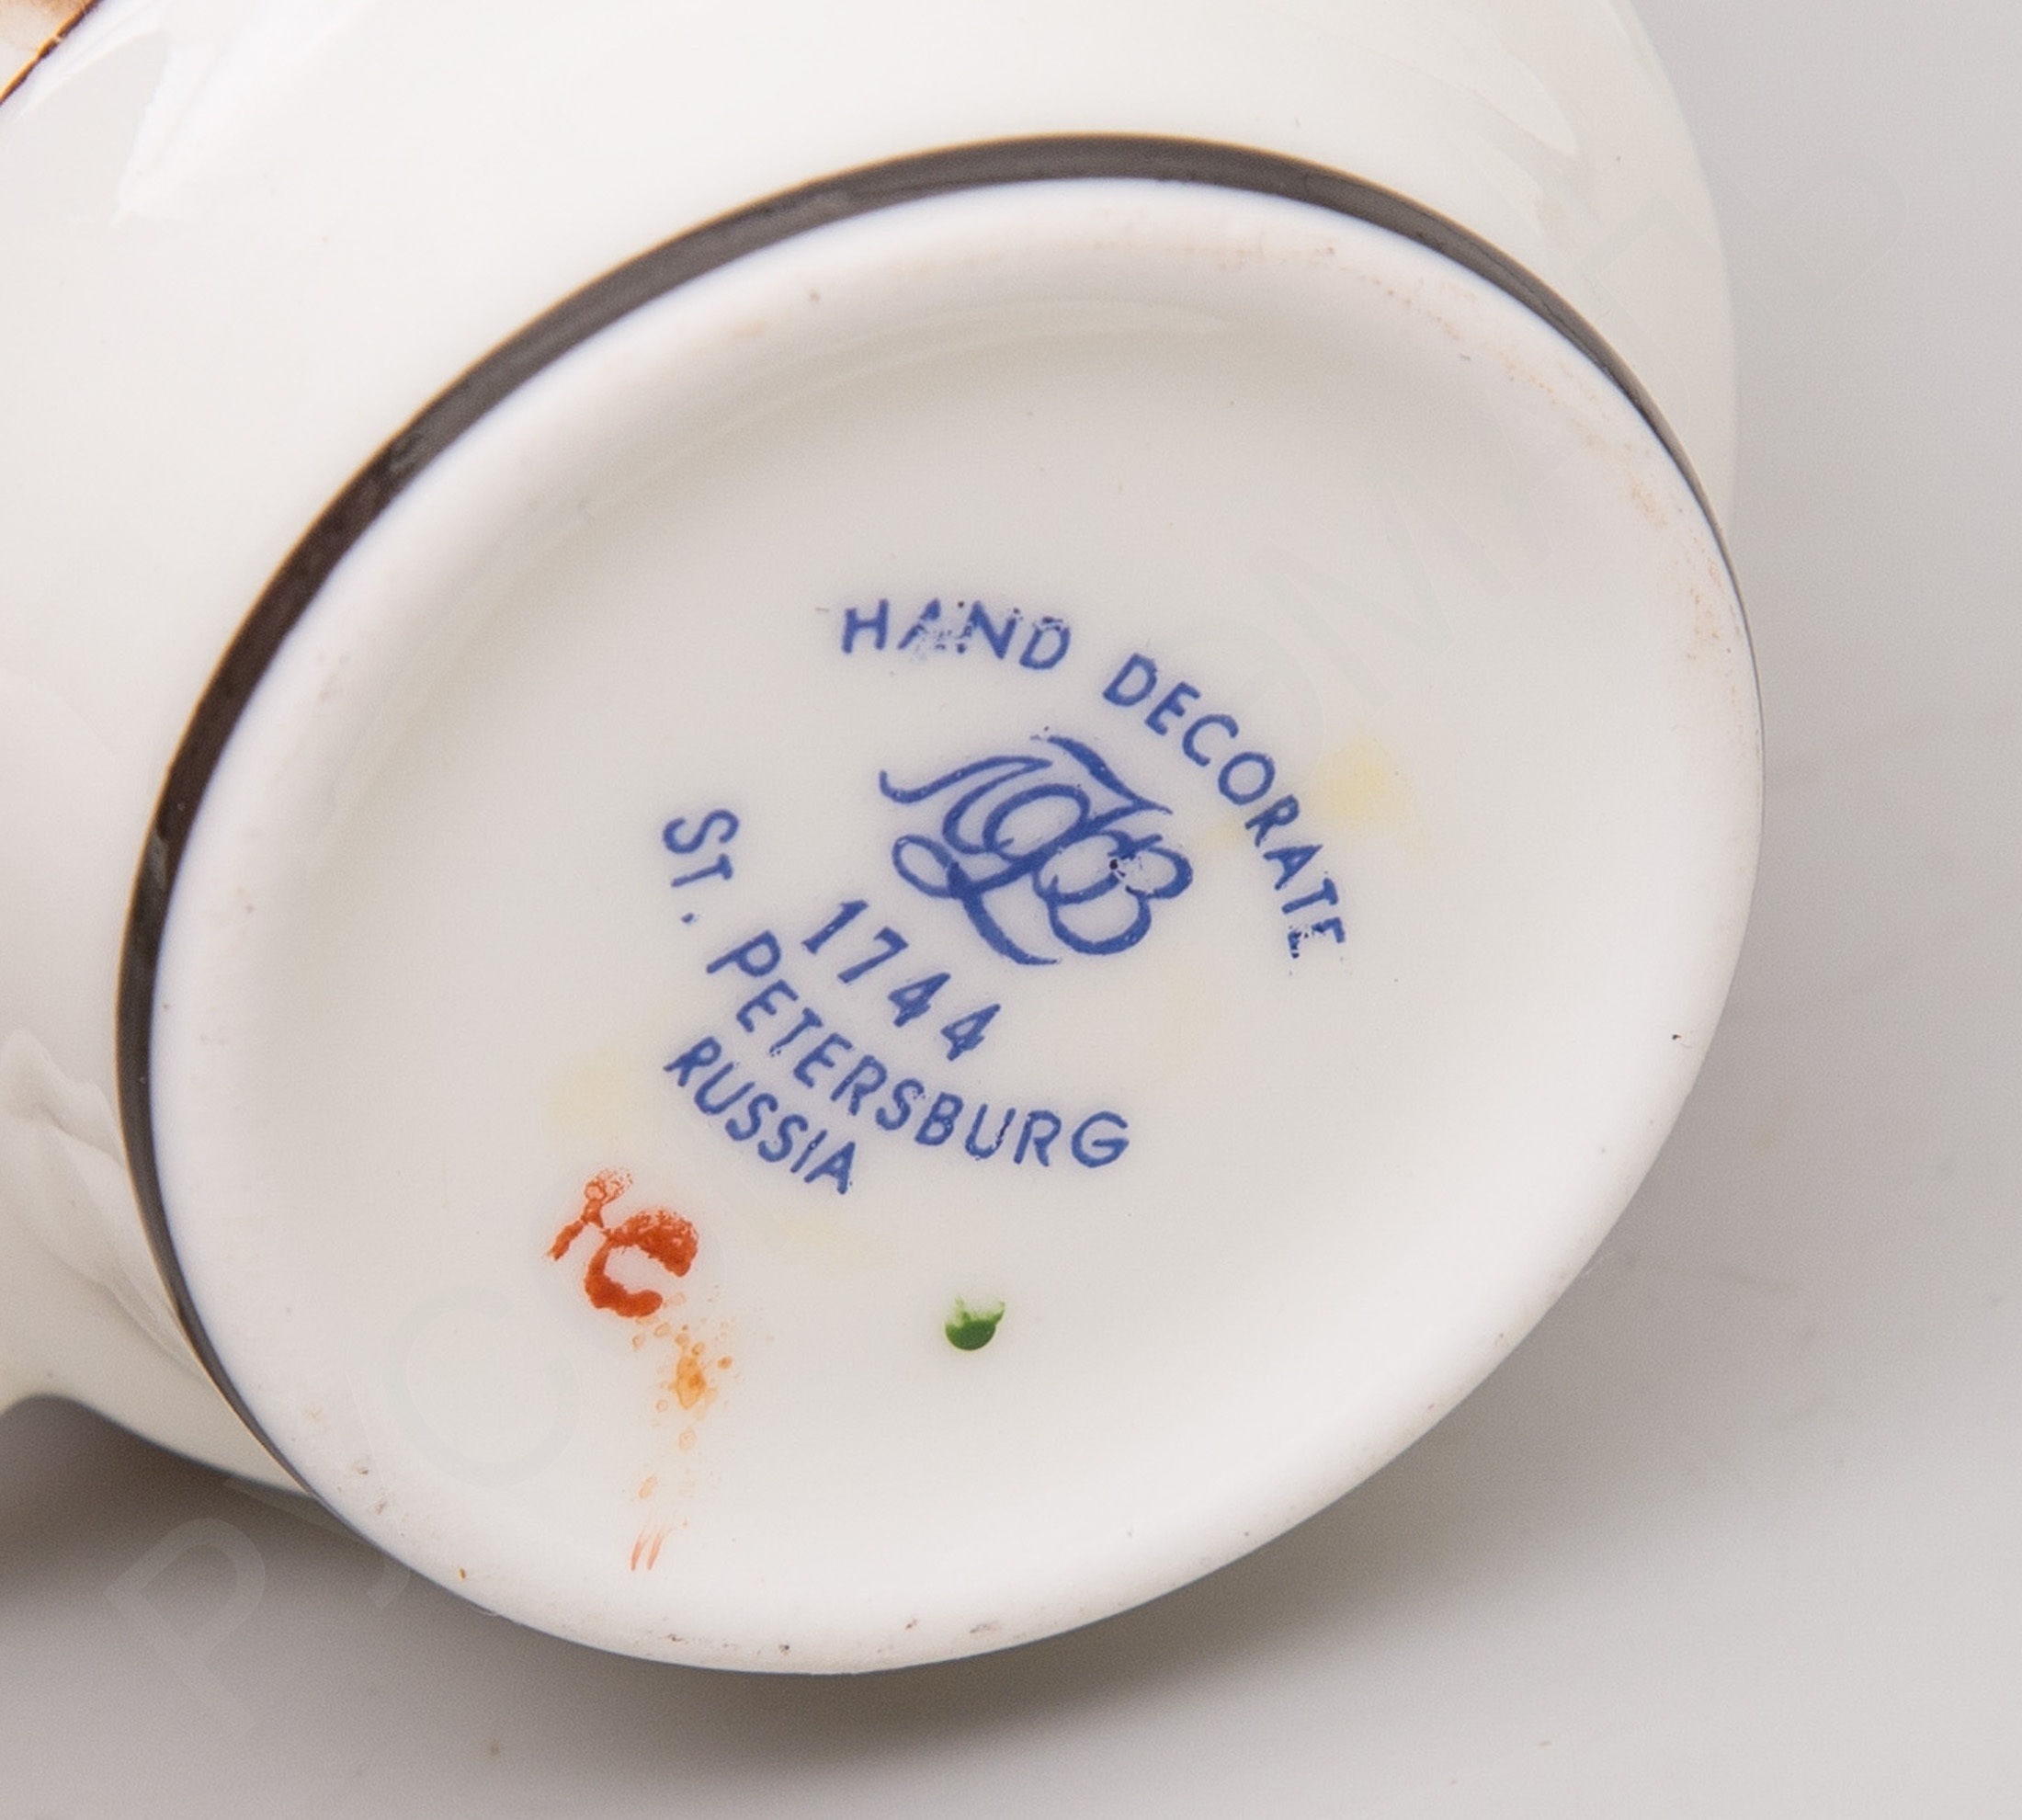 HAND DECORATE
ЛФЗ
1744
ST. PETERSBURG
RUSSIA